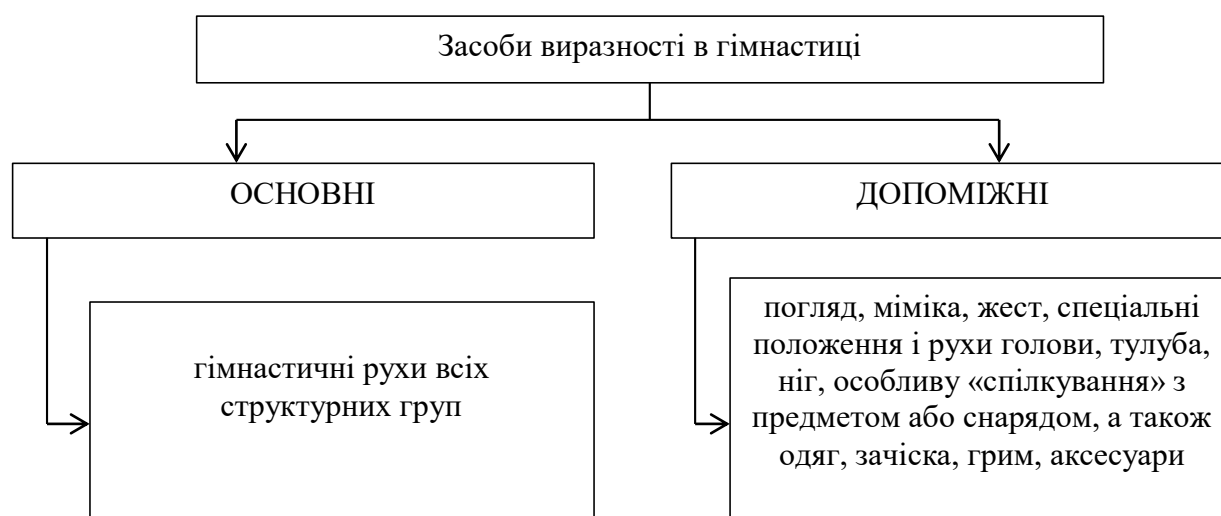 Засоби виразності в гімнастиці
ОСНОВНІ
ДОПОМІЖНІ
гімнастичні рухи всіх
структурних груп
погляд, міміка, жест, спеціальні
положення і рухи голови, тулуба,
ніг, особливу «спілкування» з
предметом або снарядом, а також
одяг, зачіска, грим, аксесуари